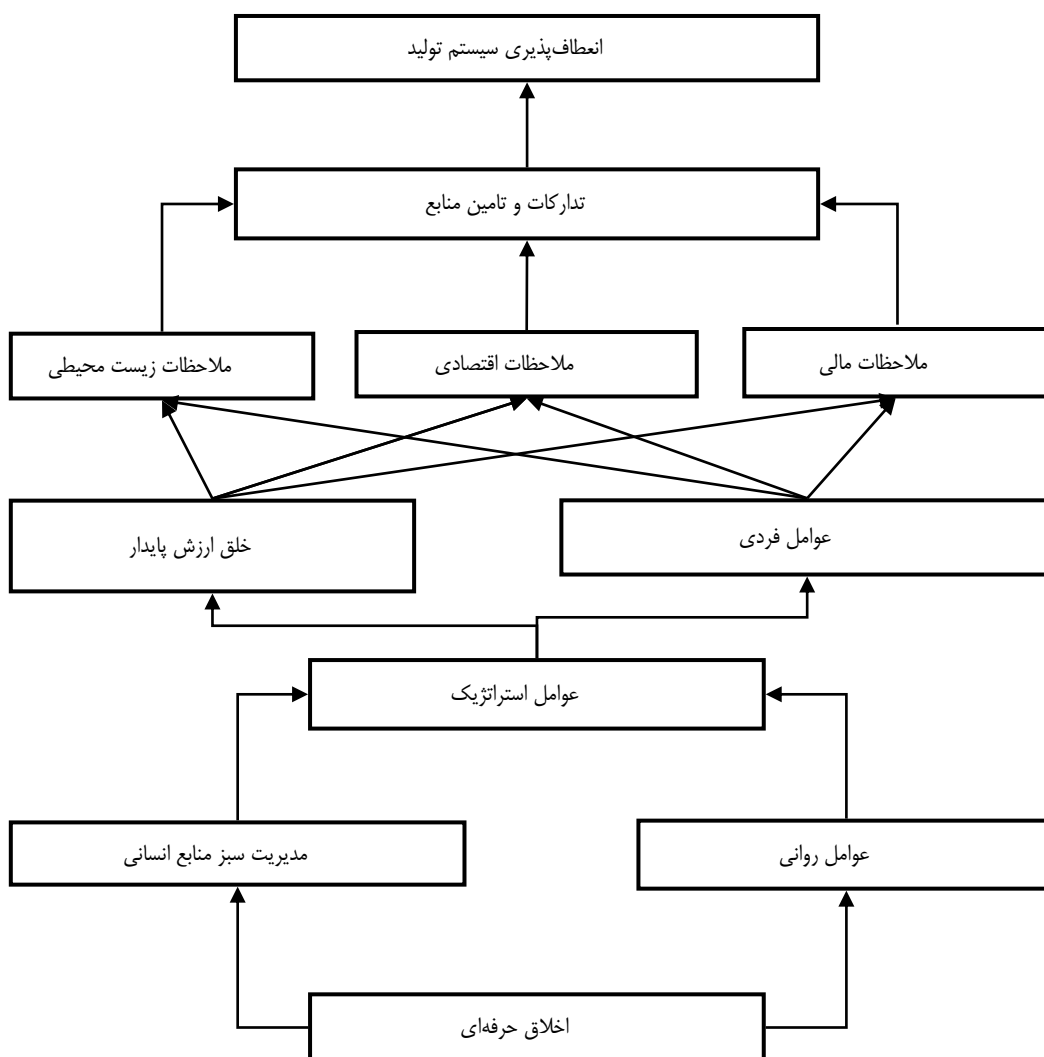 انعطاف‌پذیری سیستم تولید
تدارکات و تامین منابع
ملاحظات مالی
ملاحظات اقتصادی
ملاحظات زیست محیطی
عوامل فردی
خلق ارزش پایدار
عوامل استراتژیک
عوامل روانی
مدیریت سبز منابع انسانی
اخلاق حرفه‌ای